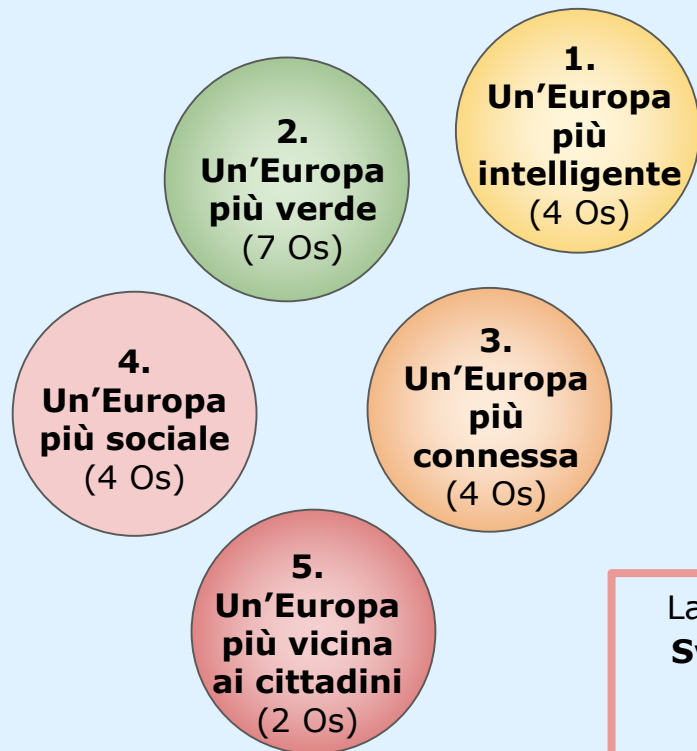 1.
Un’Europa
più
intelligente
(4 Os)
2.
Un’Europa
più verde
(7 Os)
3.
Un’Europa
più
connessa
(4 Os)
4.
Un’Europa
più sociale
(4 Os)
5.
Un’Europa
più vicina
ai cittadini
(2 Os)
La